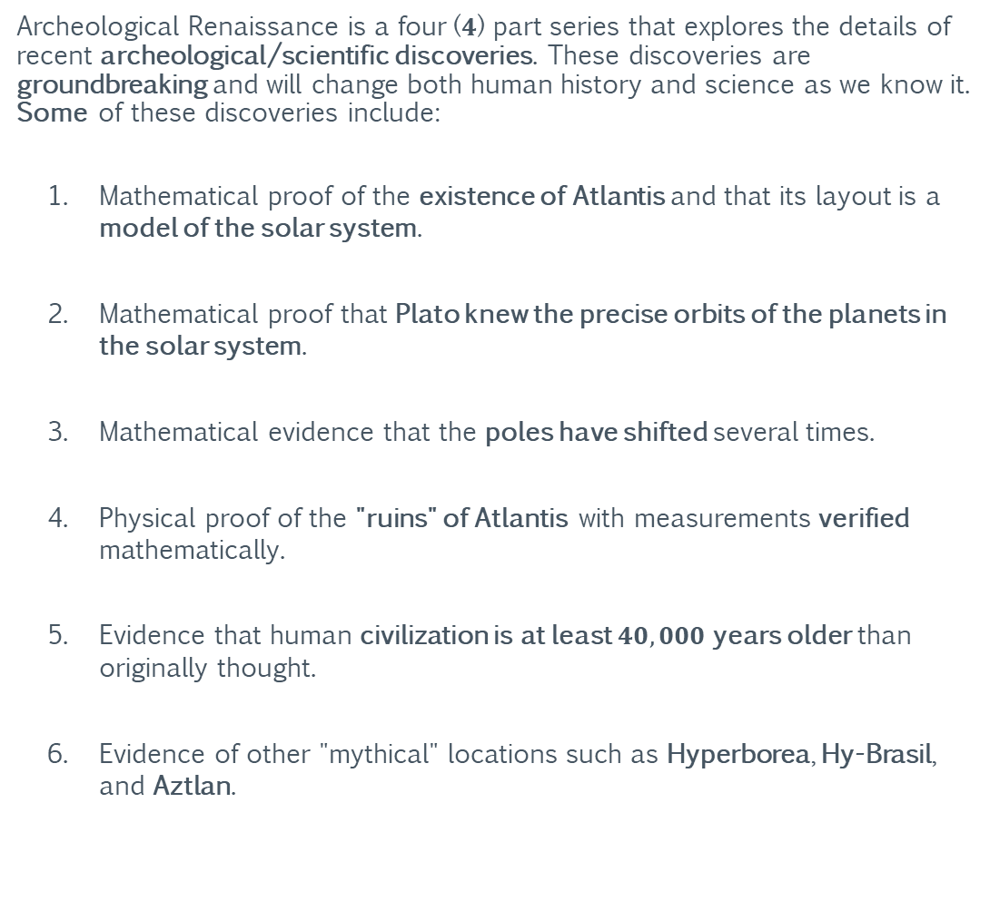 Archeological Renaissance is a four (4) part series that explores the details of
recent archeological/scientific discoveries. These discoveries are
groundbreaking and will change both human history and science as we know it.
Some of these discoveries include:
1. Mathematical proof of the existence of Atlantis and that its layout is a
model of the solar system.
2. Mathematical proof that Plato knew the precise orbits of the planets in
the solar system.
3. Mathematical evidence that the poles have shifted several times.
4. Physical proof of the "ruins" of Atlantis with measurements verified
mathematically.
5. Evidence that human civilization is at least 40,000 years older than
originally thought.
6. Evidence of other "mythical" locations such as Hyperborea, Hy-Brasil,
and Aztlan.